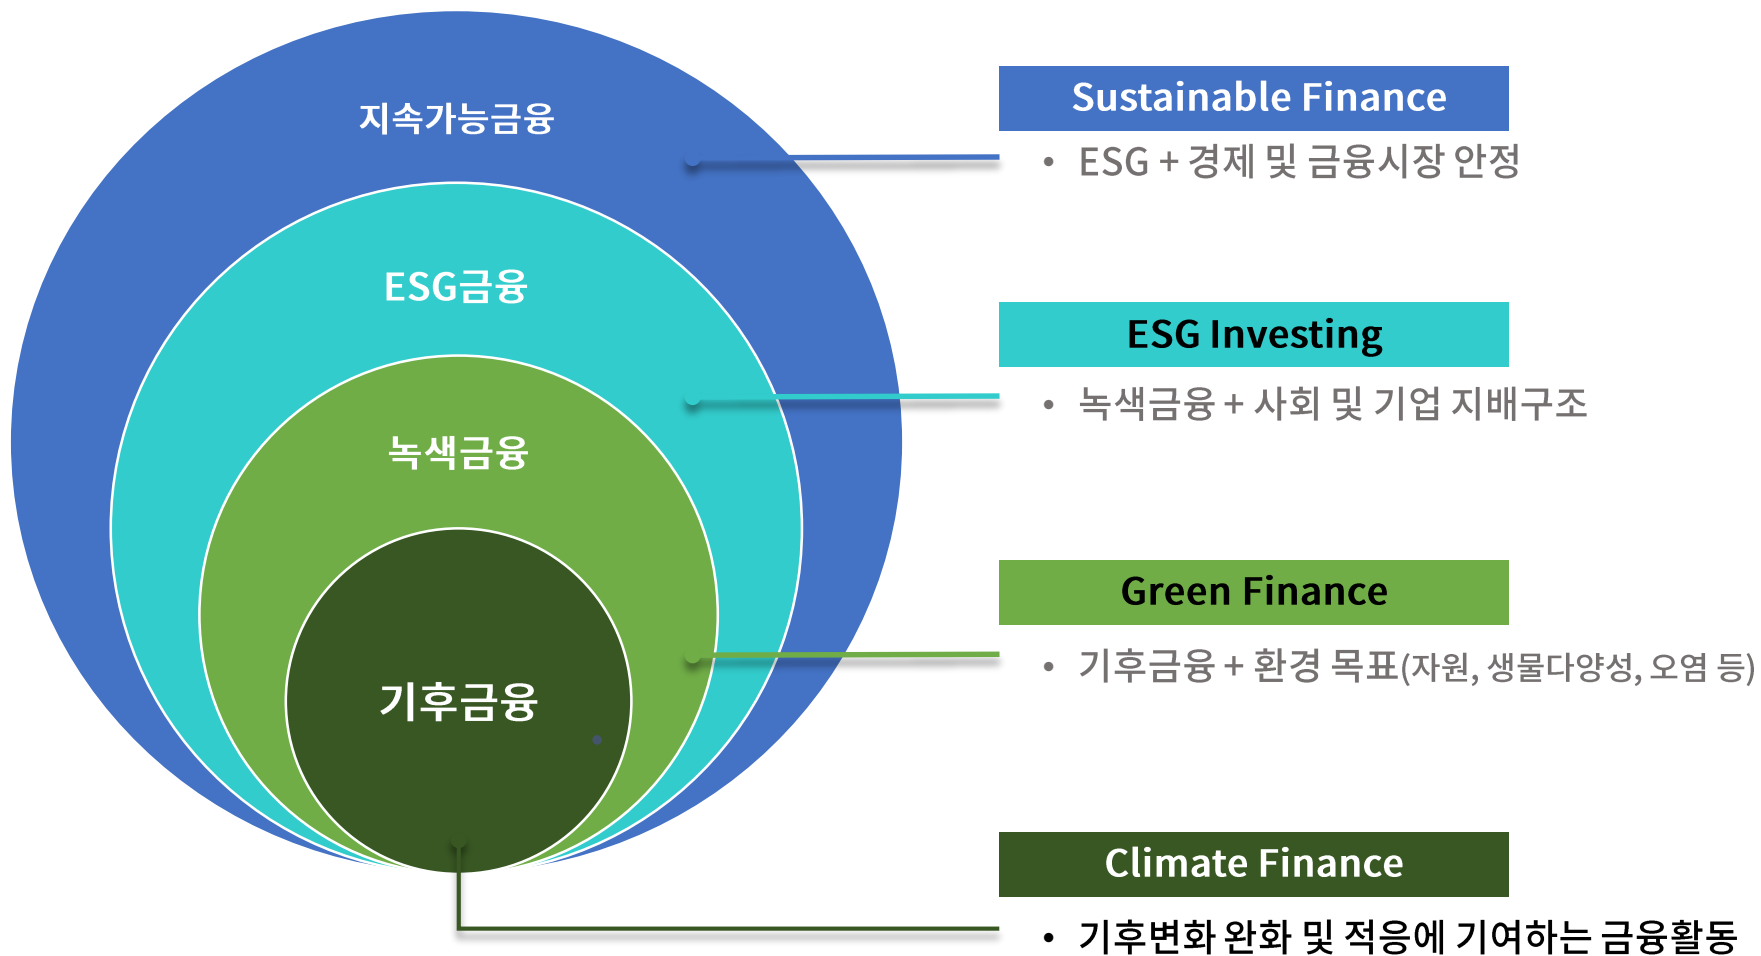 지속가능금융
ESG금융
녹색금융
기후금융
Sustainable Finance
• ESG + 경제 및 금융시장 안정
ESG Investing
• 녹색금융 + 사회 및 기업 지배구조
Green Finance
• 기후금융 + 환경 목표(자원, 생물다양성, 오염 등)
Climate Finance
• 기후변화 완화 및 적응에 기여하는 금융활동